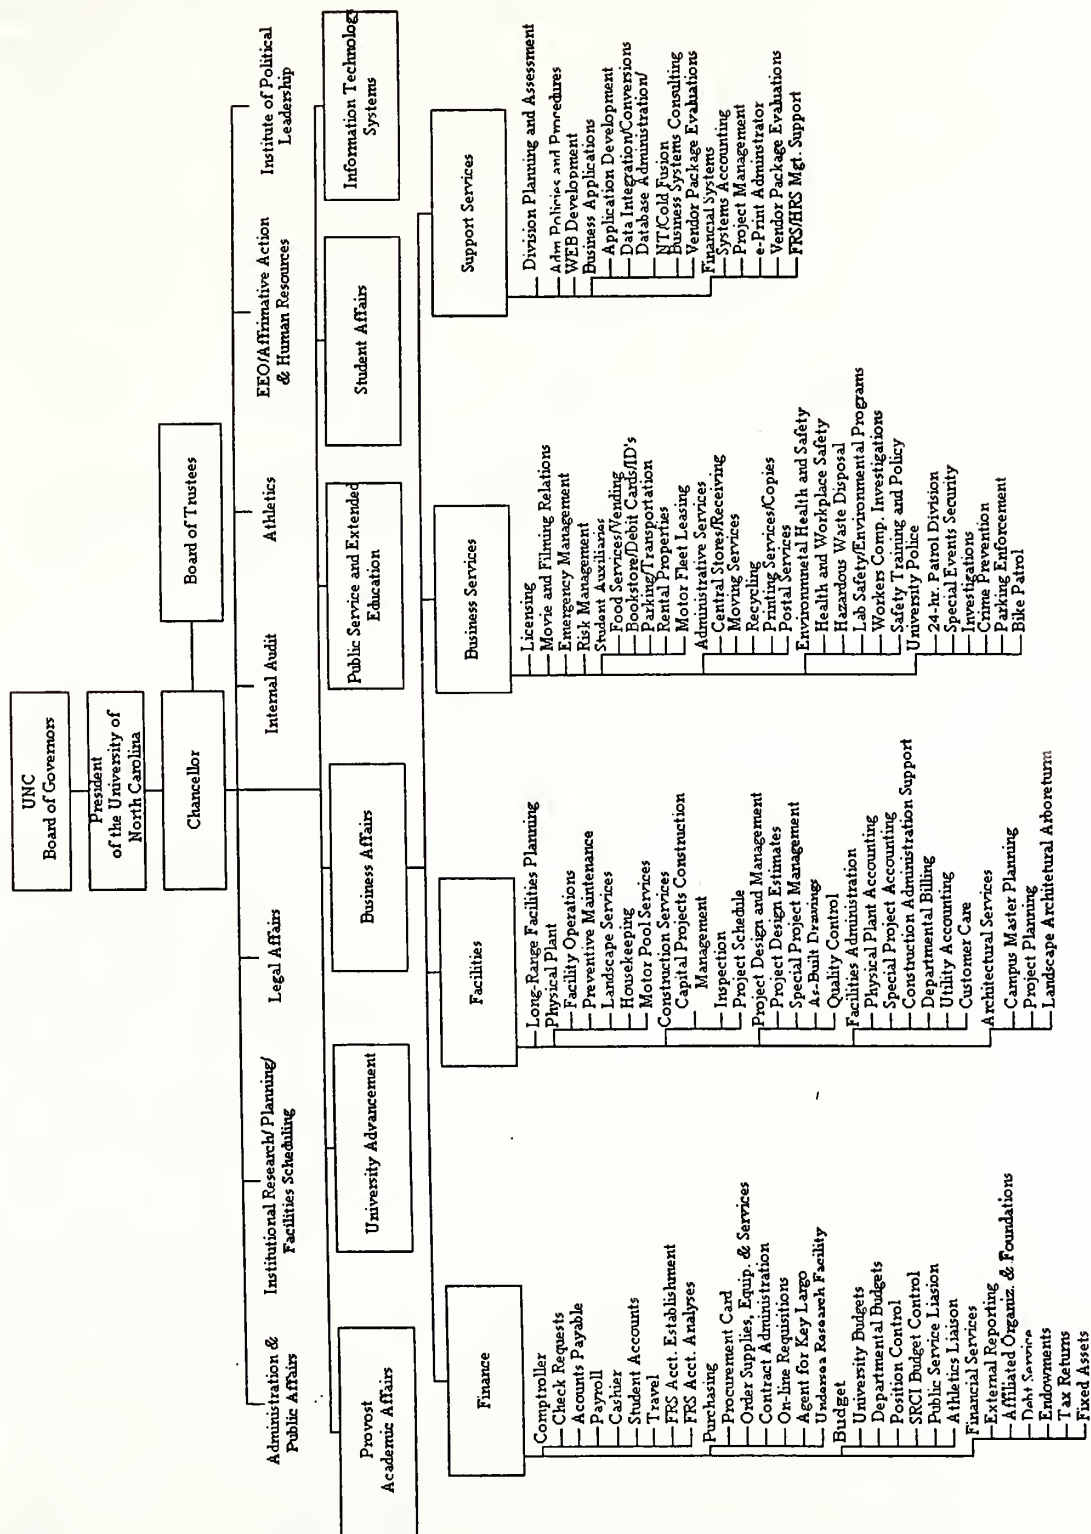 UNC
Board of Governors
President
of the University of
North Carolina
Chancellor
Board of Trustees
Administration &
Public Affairs
Institutional Research/ Planning/
Facilities Scheduling
Legal Affairs
Internal Audit
Athletics
EEO/Affrimative Action
& Human Resources
Institute of Political
Leadership
Provost
Academic Affairs
University Advancement
Business Affairs
Public Service and Extended
Education
Student Affairs
Information Technology
Systems
Finance
Comptroller
Check Requests
Acounts Payable
Payroll
Cashier
Student Accounts
Travel
FRS Acct. Establishment
FRS Acct. Analyses
Purchasing
Procurement Card
Order Supplies, Equip. & Services
Contract Administration
On-line Requisitions
Agent for Key Largo
Undersea Research Facility
Budget
University Budgets
Departmental Budgets
Position Control
SRCI Budget Control
Public Service Liasion
Athletics Liaison
Financial Services
External Reporting
Affiliated Organiz. & Foundations
Debt Service
Endowments
Tax Returns
Fixed Assets
Facilities
Long-Range Facilities Planning
Physical Plant
Facility Operations
Preventive Maintenance
Landscape Services
Housekeeping
Motor Pool Services
Construction Services
Capital Projects Construction
Management
Inspection
Project Schedule
Project Design and Management
Project Design Estimates
Special Project Management
As-Built Drawings
Quality Control
Facilities Administration
Physical Plant Accounting
Special Project Accounting
Construction Administration Support
Departmental Billing
Utility Accounting
Customer Care
Architectural Services
Campus Master Planning
Project Planning
Landscape Architetural Arboreturm
Business Services
Licensing
Movie and Filming Relations
Emergency Management
Risk Management
Student Auxiliaries
Food Services/Vending
Bookstore/Debit Cards/ID's
Parking/Transportation
Rental Properties
Motor Fleet Leasing
Administrative Services
Central Stores/Receiving
Moving Services
Recycling
Printing Services/Copies
Postal Services
Environmnetal Health and Safety
Health and Workplace Safety
Hazardous Waste Disposal
Lab Safety/Environmental Programs
Workers Comp. Investigations
Safety Training and Policy
University Police
24-hr. Patrol Division
Special Events Security
Investigations
Crime Prevention
Parking Enforcement
Bike Patrol
Support Services
Division Planning and Assessment
Adm Policies and Procedures
WEB Development
Business Applications
Application Development
Data Integration/Conversions
Database Administration/
NT/Cold Fusion
Business Systems Consulting
Vendor Package Evaluations
Financial Systems
Systems Accounting
Project Management
e-Print Adminstrator
Vendor Package Evaluations
FRS/HRS Mgt. Support